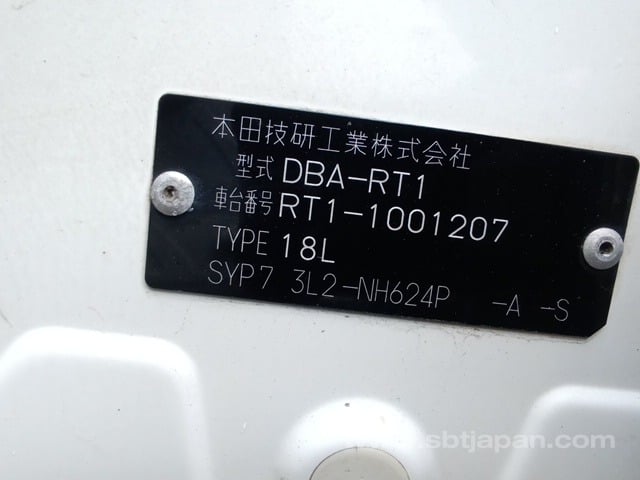 本田技研工業株式会社
型式 DBA-RT1
車台番号 RT1-1001207
TYPE 18L
SYP7 3L2-NH624P -A -S
www.sbtjapan.com